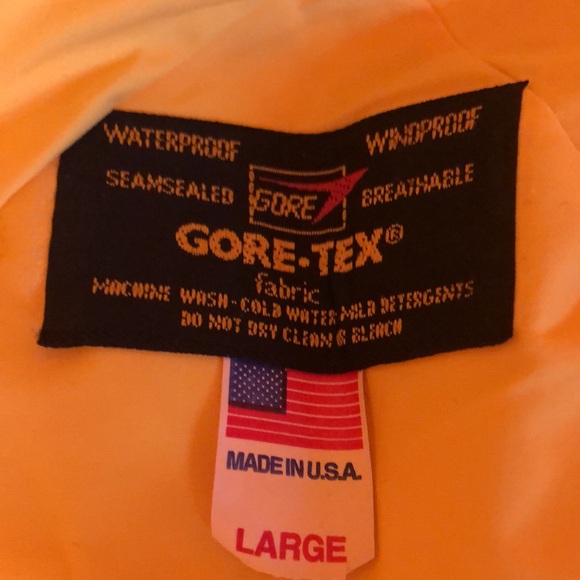 WATERPROOF WINDPROOF
SEAMSEALED GORE BREATHABLE
GORE-TEX®
fabric
MACHINE WASH-COLD WATER MILD DETERGENTS
DO NOT DRY CLEAN & BLEACH
MADE IN U.S.A.
LARGE